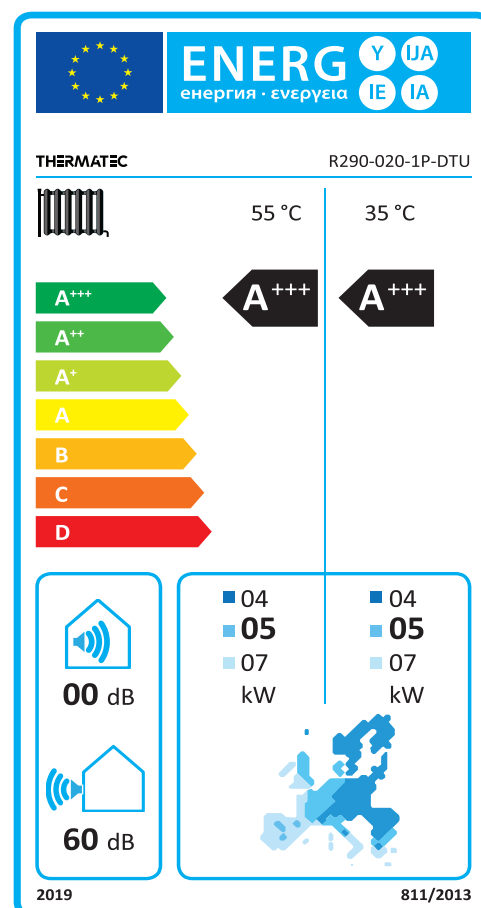 ENERG Y IJA
енергия · ενεργεια IE IA
THERMATEC R290-020-1P-DTU
55 °C 35 °C
A+++ A+++ A+++
A++
A+
A
B
C
D
04 04
05 05
07 07
kW kW
00 dB
60 dB
2019 811/2013